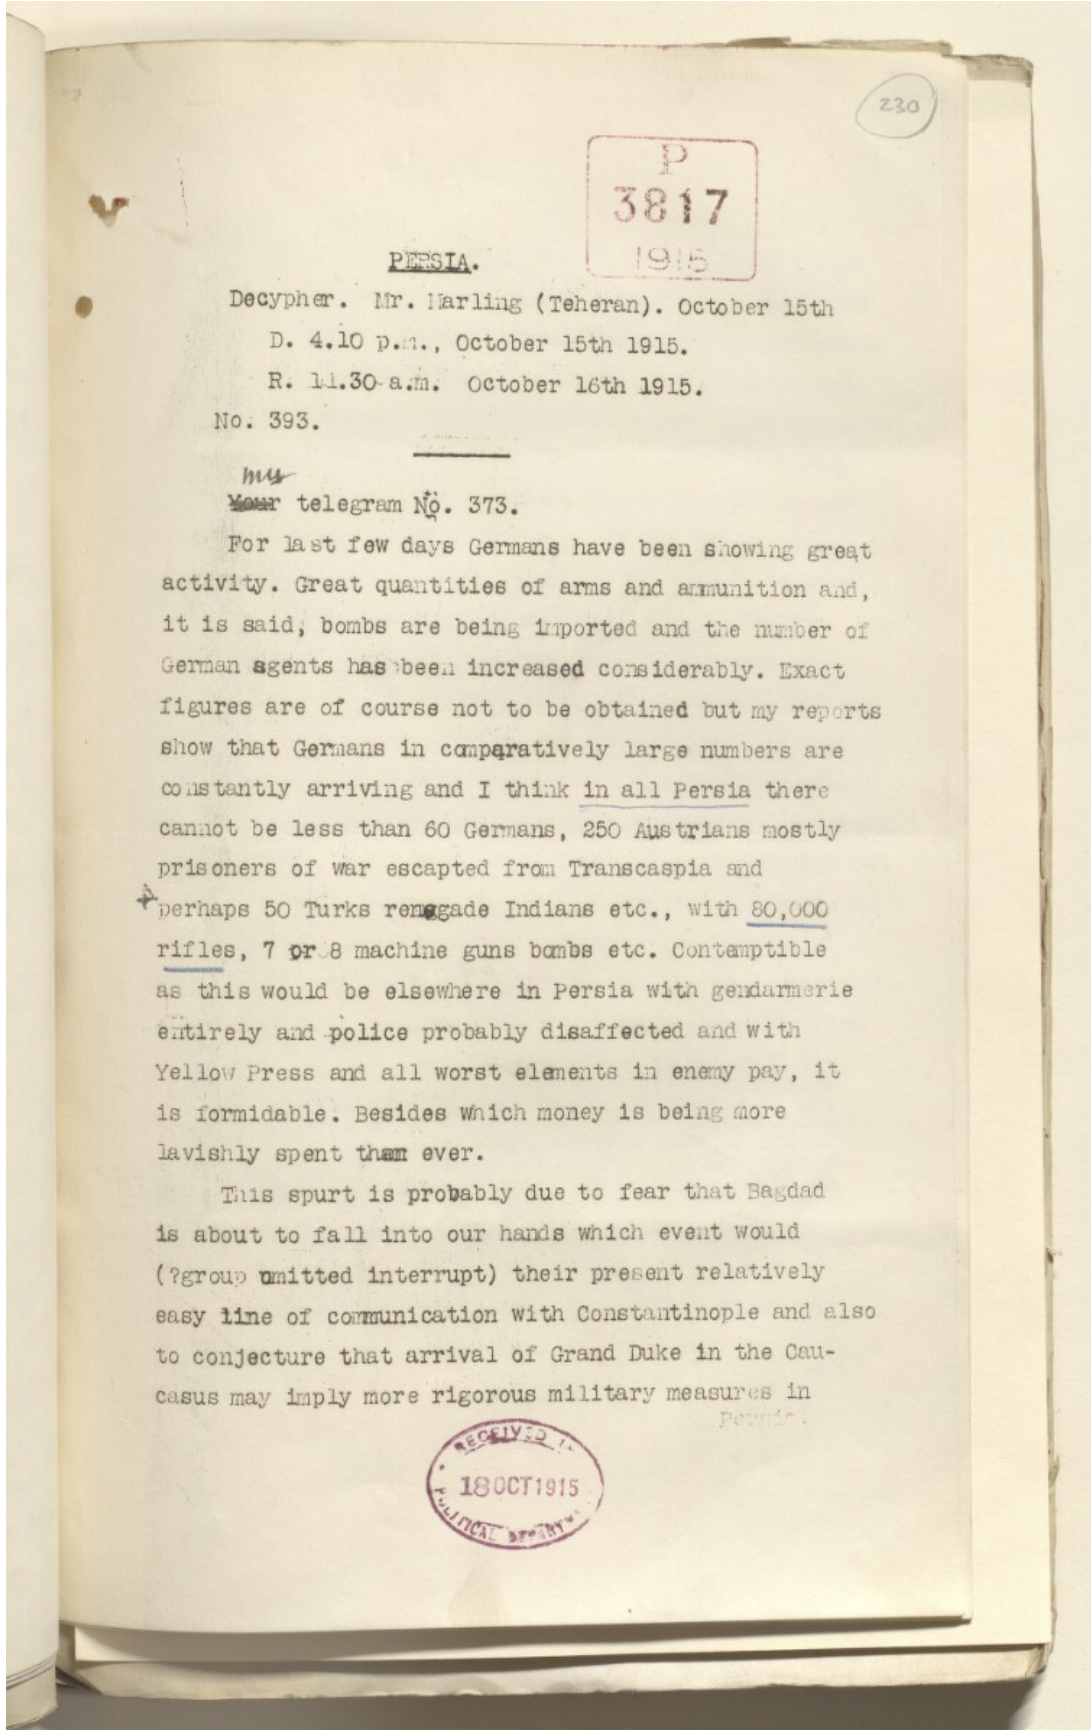 230
P
3817
1915
PERSIA.
Decypher. Mr. Marling (Teheran). October 15th
D. 4.10 p.m., October 15th 1915.
R. 11.30 a.m. October 16th 1915.
No. 393.
my
Your telegram No. 373.
For last few days Germans have been showing great
activity. Great quantities of arms and ammunition and,
it is said, bombs are being imported and the number of
German agents has been increased considerably. Exact
figures are of course not to be obtained but my reports
show that Germans in comparatively large numbers are
constantly arriving and I think in all Persia there
cannot be less than 60 Germans, 250 Austrians mostly
prisoners of war escapted from Transcaspia and
perhaps 50 Turks renegade Indians etc., with 80,000
rifles, 7 or 8 machine guns bombs etc. Contemptible
as this would be elsewhere in Persia with gendarmerie
entirely and police probably disaffected and with
Yellow Press and all worst elements in enemy pay, it
is formidable. Besides which money is being more
lavishly spent than ever.
This spurt is probably due to fear that Bagdad
is about to fall into our hands which event would
(?group omitted interrupt) their present relatively
easy line of communication with Constantinople and also
to conjecture that arrival of Grand Duke in the Cau-
casus may imply more rigorous military measures in
Persia.
RECEIVED IN
18 OCT 1915
POLITICAL DEPARTMENT